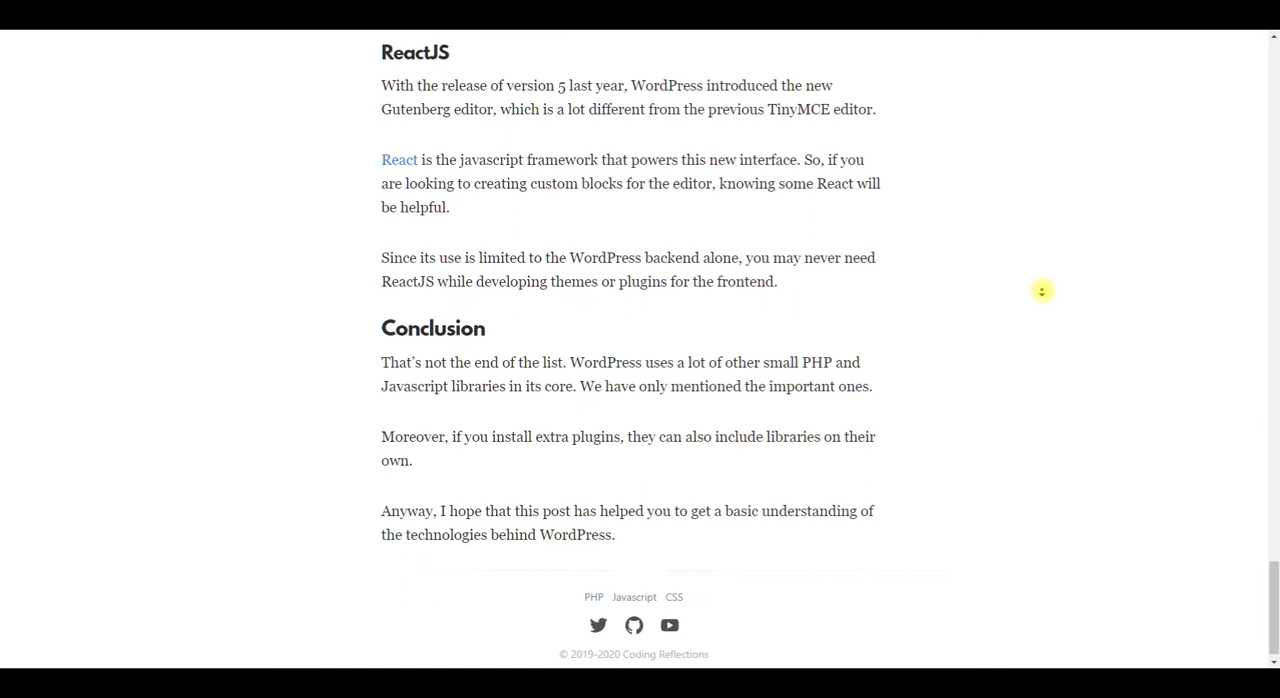 ReactJS
With the release of version 5 last year, WordPress introduced the new
Gutenberg editor, which is a lot different from the previous TinyMCE editor.
React is the javascript framework that powers this new interface. So, if you
are looking to creating custom blocks for the editor, knowing some React will
be helpful.
Since its use is limited to the WordPress backend alone, you may never need
ReactJS while developing themes or plugins for the frontend.
Conclusion
That’s not the end of the list. WordPress uses a lot of other small PHP and
Javascript libraries in its core. We have only mentioned the important ones.
Moreover, if you install extra plugins, they can also include libraries on their
own.
Anyway, I hope that this post has helped you to get a basic understanding of
the technologies behind WordPress.
PHP Javascript CSS
© 2019-2020 Coding Reflections